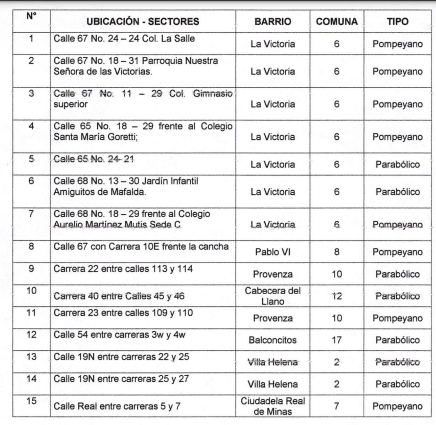 N° UBICACIÓN - SECTORES BARRIO COMUNA TIPO
1 Calle 67 No. 24 – 24 Col. La Salle La Victoria 6 Pompeyano
2 Calle 67 No. 18 – 31 Parroquia Nuestra
Señora de las Victorias. La Victoria 6 Pompeyano
3 Calle 67 No. 11 – 29 Col. Gimnasio
superior La Victoria 6 Pompeyano
4 Calle 65 No. 18 – 29 frente al Colegio
Santa María Goretti; La Victoria 6 Pompeyano
5 Calle 65 No. 24- 21 La Victoria 6 Parabólico
6 Calle 68 No. 13 – 30 Jardín Infantil
Amiguitos de Mafalda. La Victoria 6 Parabólico
7 Calle 68 No. 18 – 29 frente al Colegio
Aurelio Martínez Mutis Sede C La Victoria 6 Pompeyano
8 Calle 67 con Carrera 10E frente la cancha Pablo VI 8 Pompeyano
9 Carrera 22 entre calles 113 y 114 Provenza 10 Parabólico
10 Carrera 40 entre Calles 45 y 46 Cabecera del
Llano 12 Parabólico
11 Carrera 23 entre calles 109 y 110 Provenza 10 Pompeyano
12 Calle 54 entre carreras 3w y 4w Balconcitos 17 Parabólico
13 Calle 19N entre carreras 22 y 25 Villa Helena 2 Parabólico
14 Calle 19N entre carreras 25 y 27 Villa Helena 2 Parabólico
15 Calle Real entre carreras 5 y 7 Ciudadela Real
de Minas 7 Pompeyano